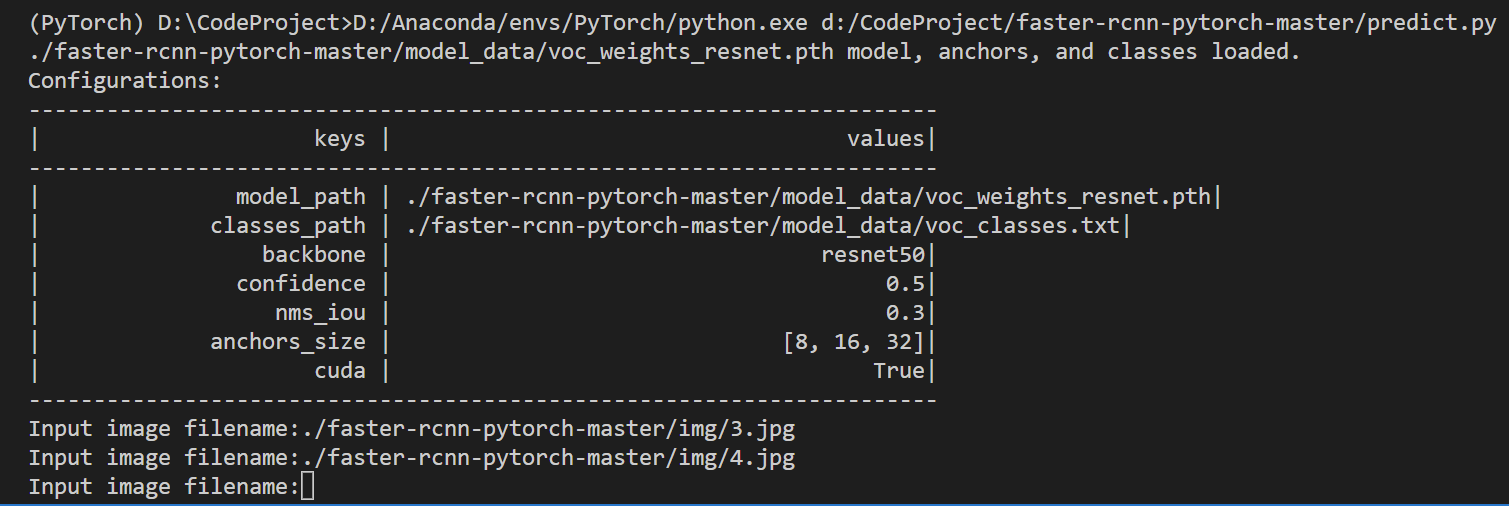 (PyTorch) D:\CodeProject>D:/Anaconda/envs/PyTorch/python.exe d:/CodeProject/faster-rcnn-pytorch-master/predict.py
./faster-rcnn-pytorch-master/model_data/voc_weights_resnet.pth model, anchors, and classes loaded.
Configurations:
----------------------------------------------------------------------
|                     keys |                                   values|
----------------------------------------------------------------------
|               model_path | ./faster-rcnn-pytorch-master/model_data/voc_weights_resnet.pth|
|             classes_path | ./faster-rcnn-pytorch-master/model_data/voc_classes.txt|
|                 backbone |                                 resnet50|
|               confidence |                                      0.5|
|                  nms_iou |                                      0.3|
|             anchors_size |                              [8, 16, 32]|
|                     cuda |                                     True|
----------------------------------------------------------------------
Input image filename:./faster-rcnn-pytorch-master/img/3.jpg
Input image filename:./faster-rcnn-pytorch-master/img/4.jpg
Input image filename: